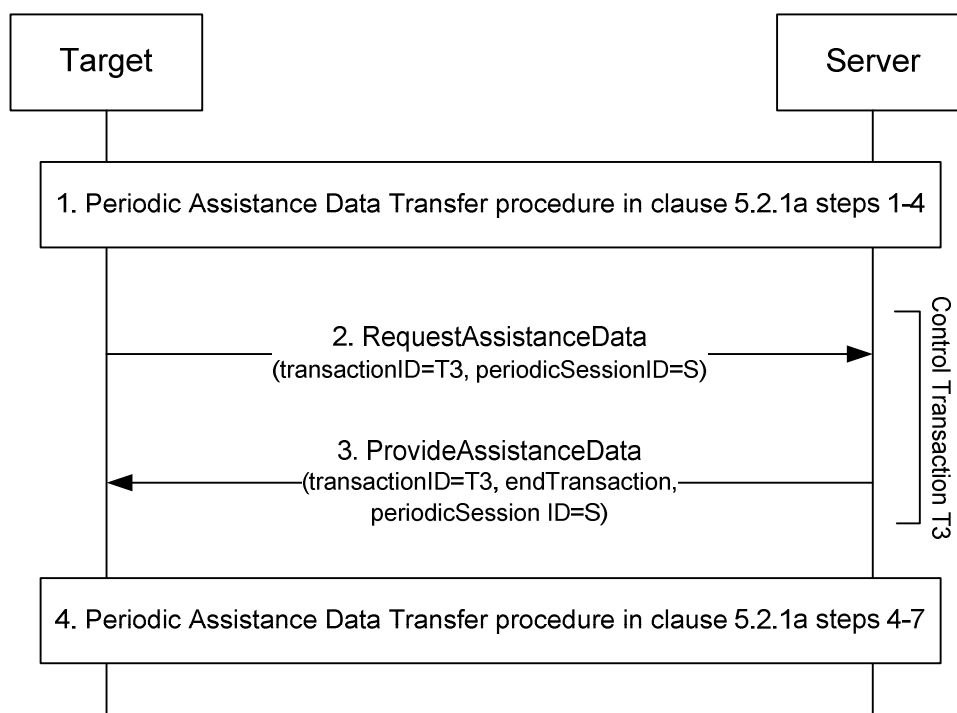 Target
Server
1. Periodic Assistance Data Transfer procedure in clause 5.2.1a steps 1-4
2. RequestAssistanceData
(transactionID=T3, periodicSessionID=S)
Control Transaction T3
3. ProvideAssistanceData
(transactionID=T3, endTransaction,
periodicSession ID=S)
4. Periodic Assistance Data Transfer procedure in clause 5.2.1a steps 4-7